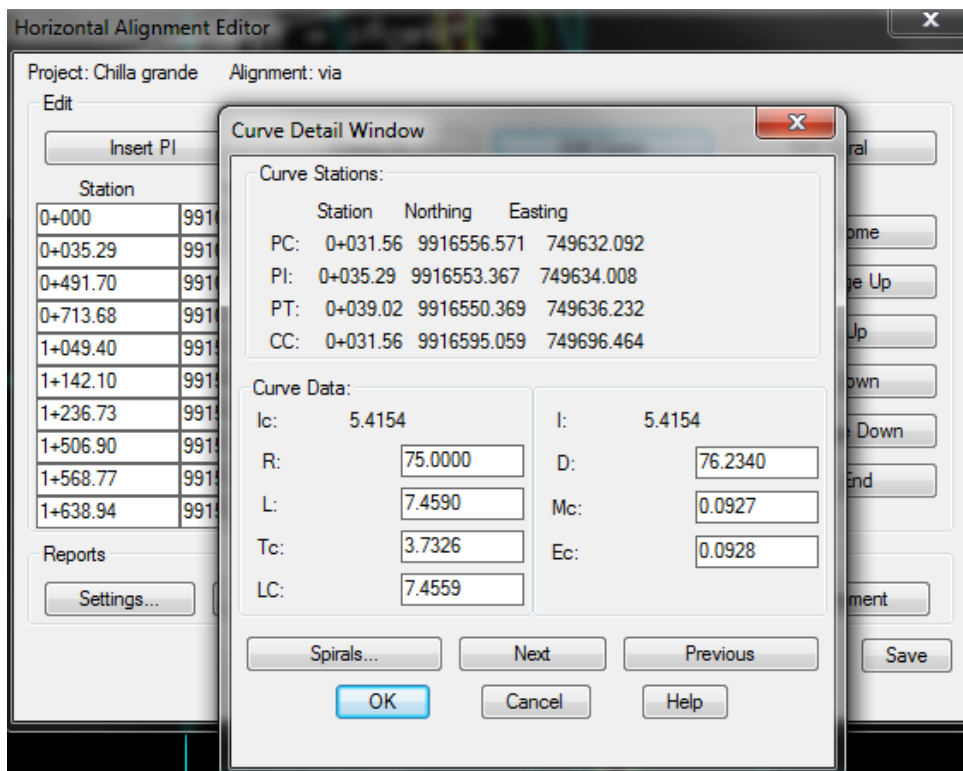 Horizontal Alignment Editor
Project: Chilla grande Alignment: via
Edit
Insert PI
Station
0+000
0+035.29
0+491.70
0+713.68
1+049.40
1+142.10
1+236.73
1+506.90
1+568.77
1+638.94
Reports
Settings...
Save
Curve Detail Window
Curve Stations:
Station Northing Easting
PC: 0+031.56 9916556.571 749632.092
PI: 0+035.29 9916553.367 749634.008
PT: 0+039.02 9916550.369 749636.232
CC: 0+031.56 9916595.059 749696.464
Curve Data:
Ic: 5.4154
R: 75.0000
L: 7.4590
Tc: 3.7326
LC: 7.4559
I: 5.4154
D: 76.2340
Mc: 0.0927
Ec: 0.0928
Spirals... Next Previous
OK Cancel Help